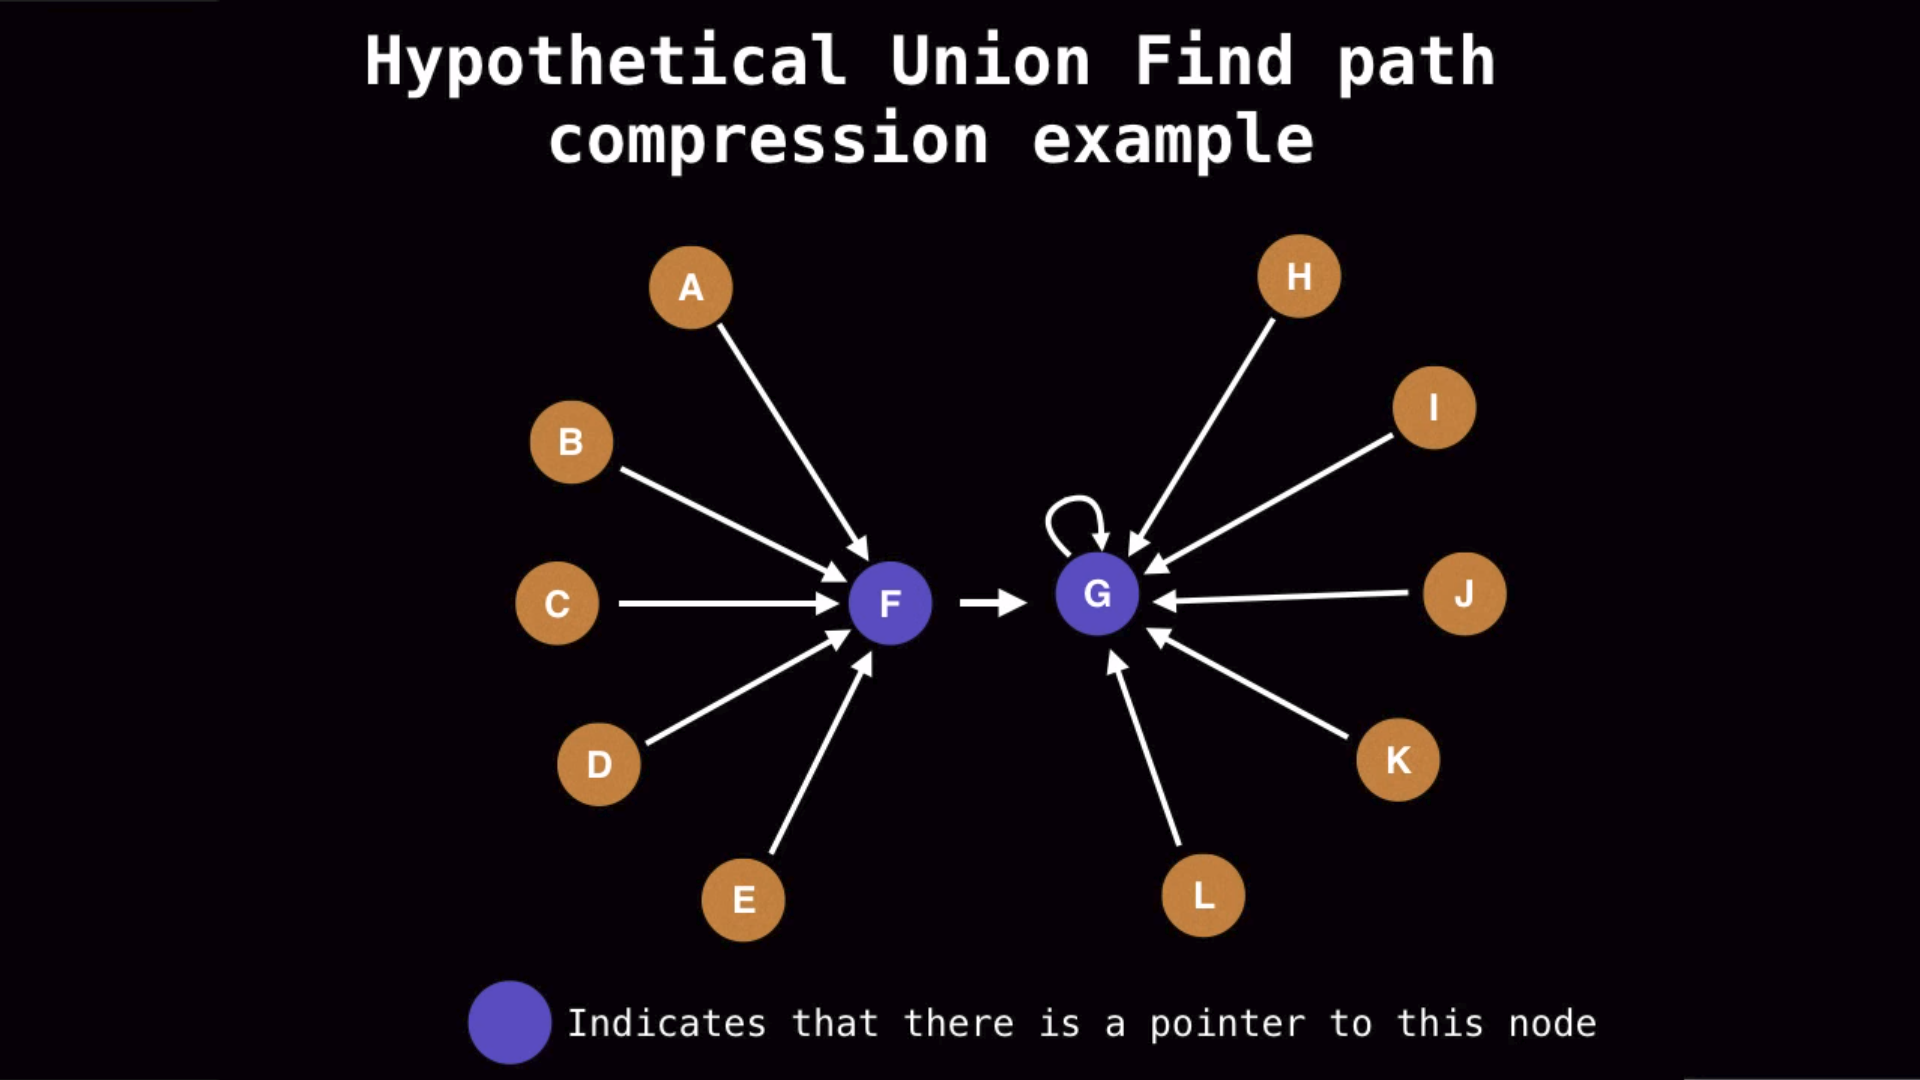 Hypothetical Union Find path
compression example
A
H
I
B
C
F
G
J
D
K
E
L
Indicates that there is a pointer to this node